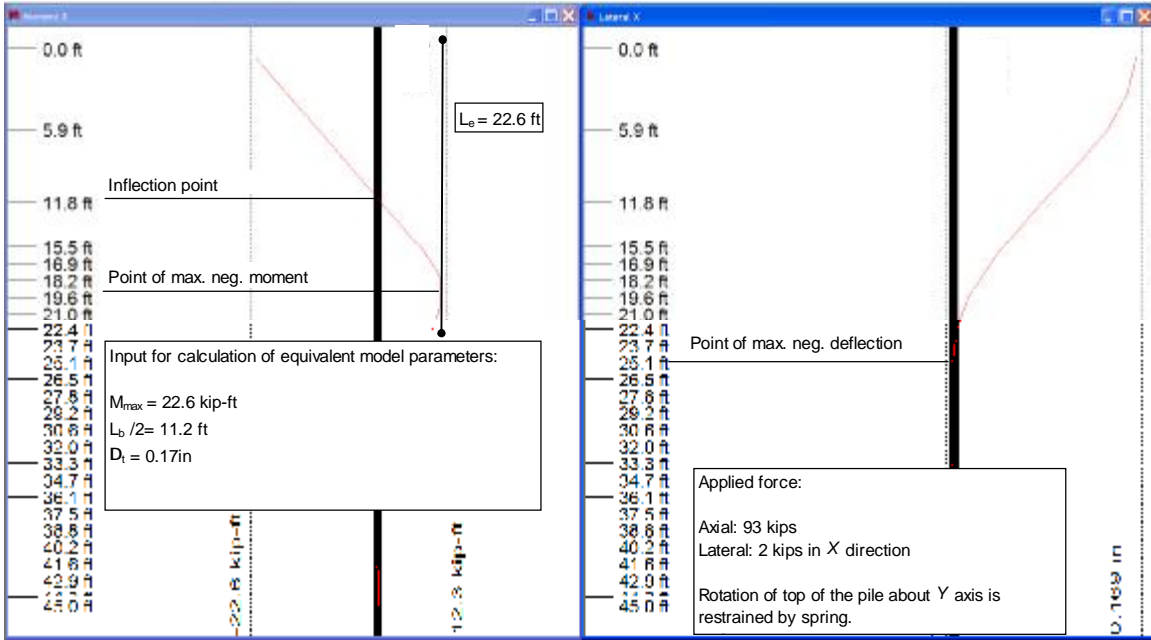 Lateral X
0.0 ft
5.9 ft
11.8 ft
15.5 ft
16.9 ft
18.2 ft
19.6 ft
21.0 ft
22.4 ft
23.7 ft
25.1 ft
26.5 ft
27.8 ft
29.2 ft
30.6 ft
32.0 ft
33.3 ft
34.7 ft
36.1 ft
37.5 ft
38.8 ft
40.2 ft
41.6 ft
42.9 ft
45.0 ft
Lₑ = 22.6 ft
Inflection point
Point of max. neg. moment
Input for calculation of equivalent model parameters:
Mmax = 22.6 kip-ft
Lb /2= 11.2 ft
Dt = 0.17in
-22.6 kip-ft
12.3 kip-ft
0.0 ft
5.9 ft
11.8 ft
15.5 ft
16.9 ft
18.2 ft
19.6 ft
21.0 ft
22.4 ft
23.7 ft
25.1 ft
26.5 ft
27.8 ft
29.2 ft
30.6 ft
32.0 ft
33.3 ft
34.7 ft
36.1 ft
37.5 ft
38.8 ft
40.2 ft
41.6 ft
42.9 ft
45.0 ft
Point of max. neg. deflection
Applied force:
Axial: 93 kips
Lateral: 2 kips in X direction
Rotation of top of the pile about Y axis is
restrained by spring.
0.169 in